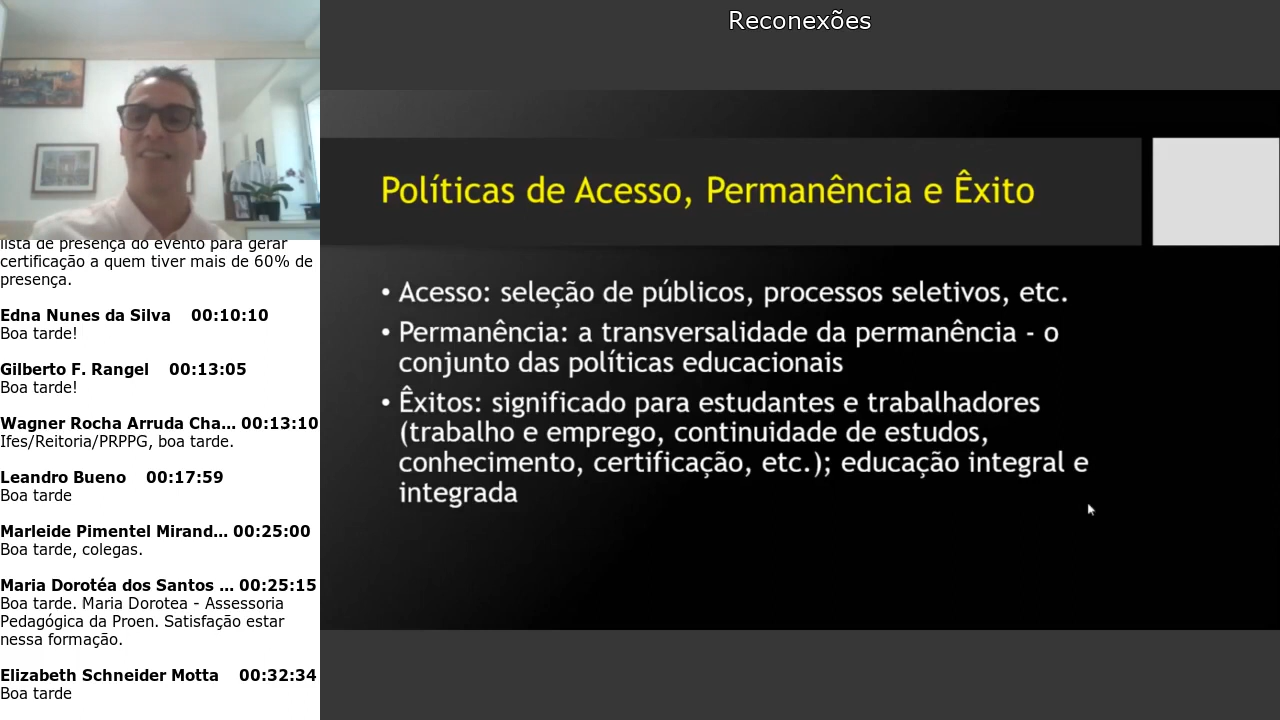 Reconexões
Políticas de Acesso, Permanência e Êxito
• Acesso: seleção de públicos, processos seletivos, etc.
• Permanência: a transversalidade da permanência - o
conjunto das políticas educacionais
• Êxitos: significado para estudantes e trabalhadores
(trabalho e emprego, continuidade de estudos,
conhecimento, certificação, etc.); educação integral e
integrada
lista de presença do evento para gerar
certificação a quem tiver mais de 60% de
presença.
Edna Nunes da Silva 00:10:10
Boa tarde!
Gilberto F. Rangel 00:13:05
Boa tarde!
Wagner Rocha Arruda Cha... 00:13:10
Ifes/Reitoria/PRPPG, boa tarde.
Leandro Bueno 00:17:59
Boa tarde
Marleide Pimentel Mirand... 00:25:00
Boa tarde, colegas.
Maria Dorotéa dos Santos ... 00:25:15
Boa tarde. Maria Dorotea - Assessoria
Pedagógica da Proen. Satisfação estar
nessa formação.
Elizabeth Schneider Motta 00:32:34
Boa tarde